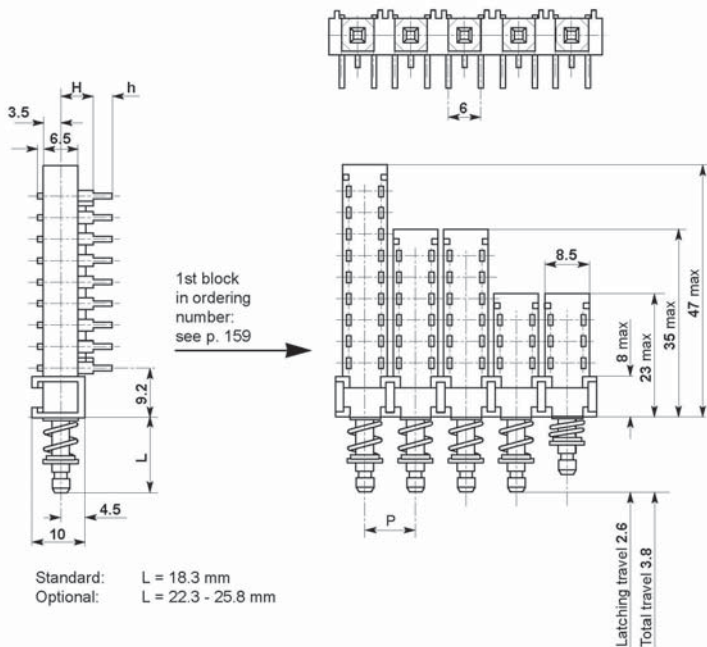 H
h
3.5
6.5
6
1st block
in ordering
number:
see p. 159
8.5
8 max
23 max
35 max
47 max
9.2
L
4.5
10
P
Latching travel 2.6
Total travel 3.8
Standard: L = 18.3 mm
Optional: L = 22.3 - 25.8 mm